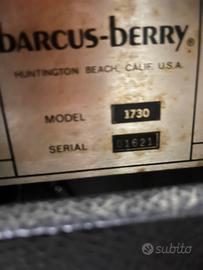 BARCUS-BERRY®
HUNTINGTON BEACH, CALIF. U.S.A.
MODEL 1730
SERIAL 01621
subito